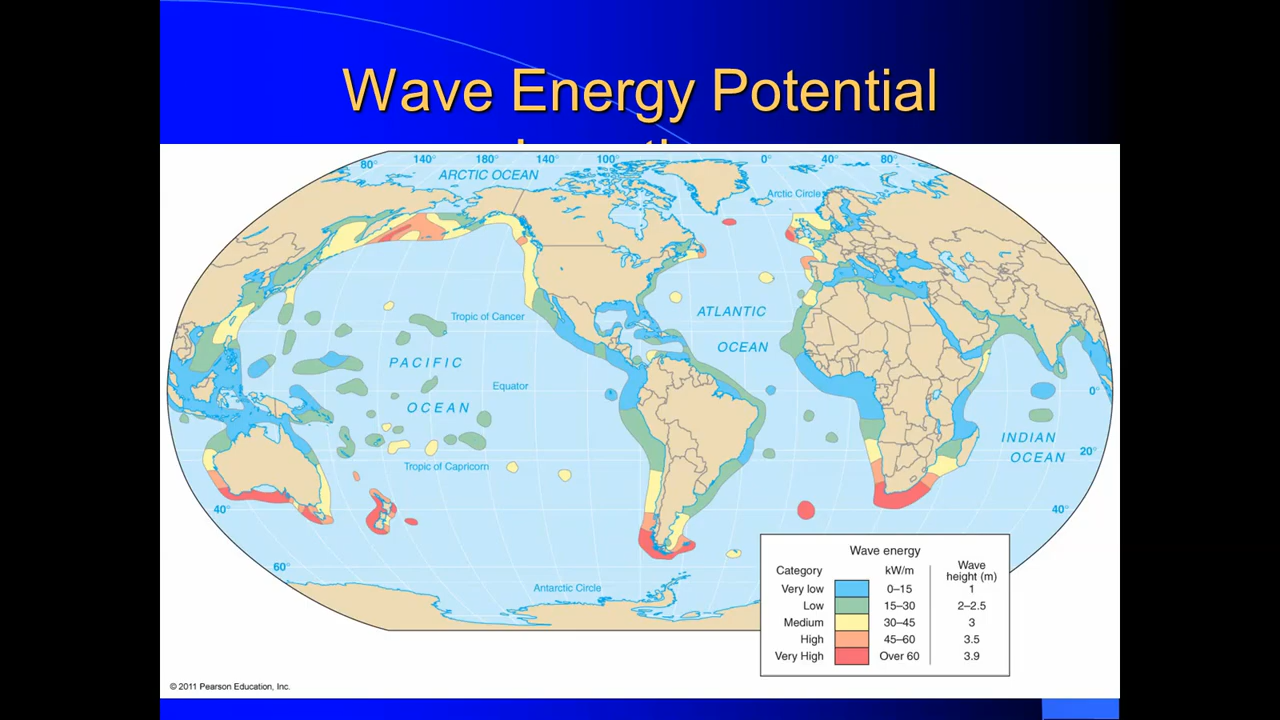 Wave Energy Potential
80° 140° 180° 140° 100° 0° 40° 80°
ARCTIC OCEAN
Arctic Circle
ATLANTIC
OCEAN
Tropic of Cancer
PACIFIC
OCEAN
Equator
0°
INDIAN
OCEAN
20°
Tropic of Capricorn
40°
40°
60°
Antarctic Circle
Wave energy
Category kW/m Wave height (m)
Very low 0–15 1
Low 15–30 2–2.5
Medium 30–45 3
High 45–60 3.5
Very High Over 60 3.9
© 2011 Pearson Education, Inc.